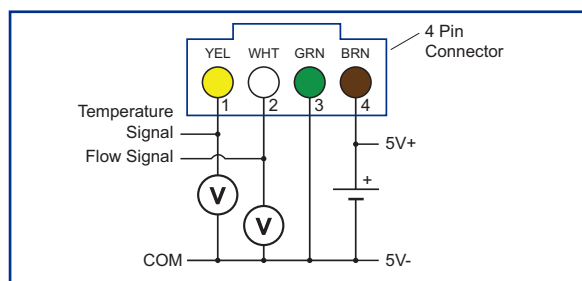 4 Pin
Connector
YEL WHT GRN BRN
1 2 3 4
Temperature
Signal
5V+
Flow Signal
V
+
V
COM
5V-